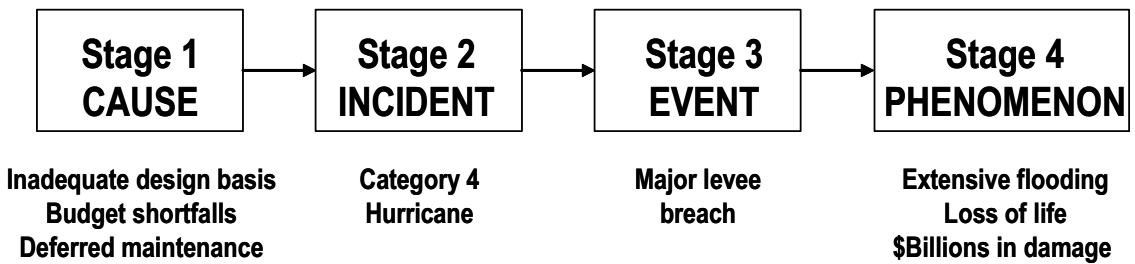 Stage 1
CAUSE
Stage 2
INCIDENT
Stage 3
EVENT
Stage 4
PHENOMENON
Inadequate design basis
Budget shortfalls
Deferred maintenance
Category 4
Hurricane
Major levee
breach
Extensive flooding
Loss of life
$Billions in damage